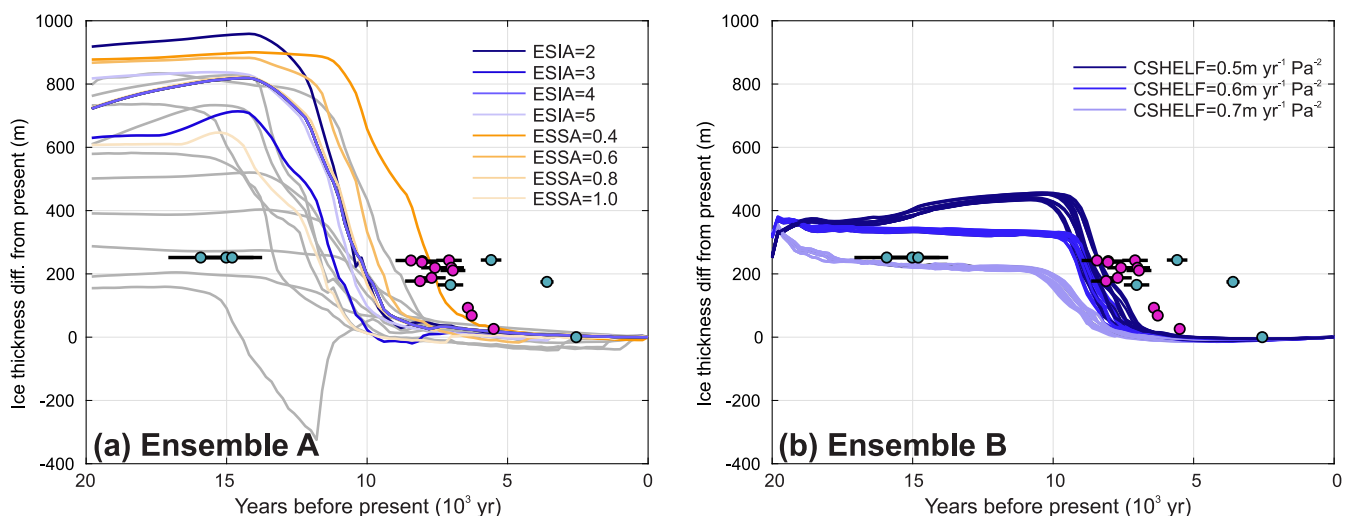 1000
800
600
400
200
0
-200
-400
Ice thickness diff. from present (m)
ESIA=2
ESIA=3
ESIA=4
ESIA=5
ESSA=0.4
ESSA=0.6
ESSA=0.8
ESSA=1.0
(a) Ensemble A
20 15 10 5 0
Years before present (10³ yr)
1000
800
600
400
200
0
-200
-400
Ice thickness diff. from present (m)
CSHELF=0.5m yr⁻¹ Pa⁻²
CSHELF=0.6m yr⁻¹ Pa⁻²
CSHELF=0.7m yr⁻¹ Pa⁻²
(b) Ensemble B
20 15 10 5 0
Years before present (10³ yr)